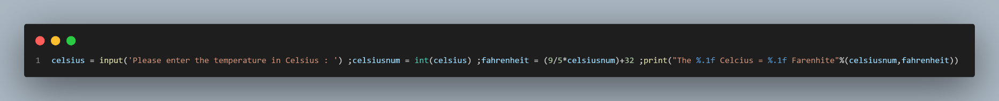 1 celsius = input('Please enter the temperature in Celsius : ') ;celsiusnum = int(celsius) ;fahrenheit = (9/5*celsiusnum)+32 ;print("The %.1f Celcius = %.1f Farenhite"%(celsiusnum,fahrenheit))